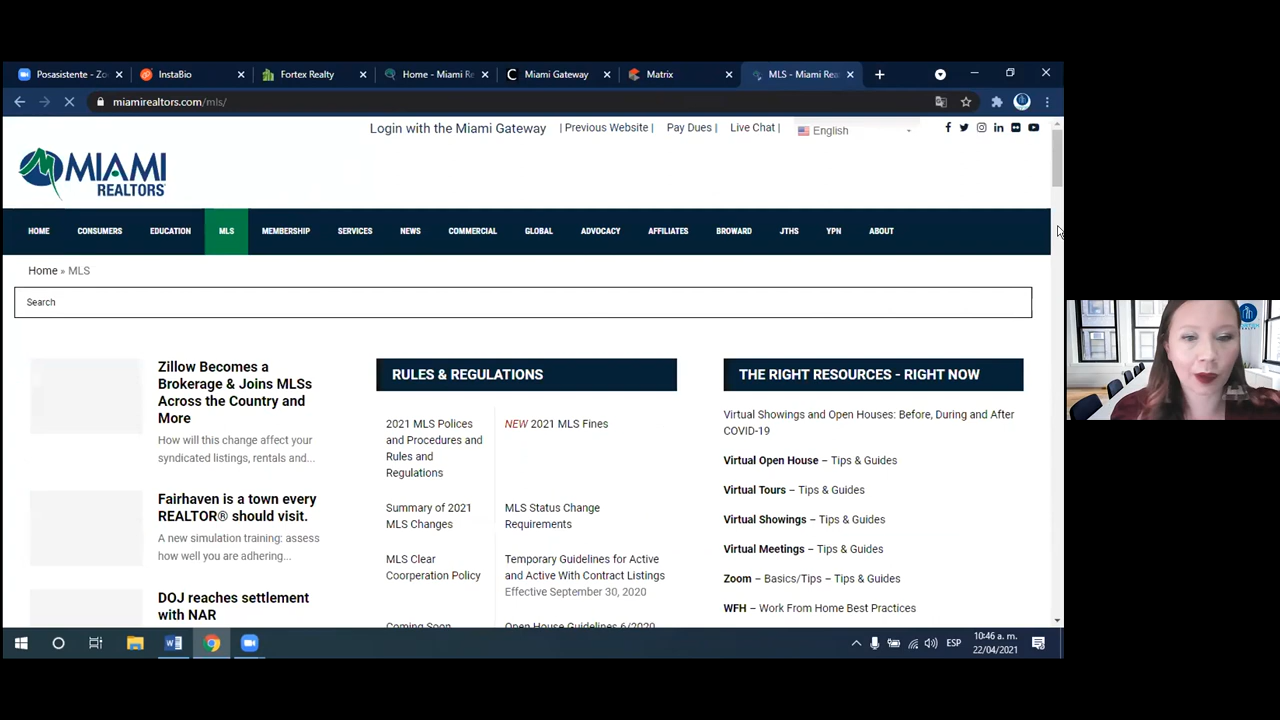 Posasistente - Zo
InstaBio
Fortex Realty
Home - Miami Re
Miami Gateway
Matrix
MLS - Miami Rea
miamirealtors.com/mls/
Login with the Miami Gateway | Previous Website | Pay Dues | Live Chat | English
MIAMI
REALTORS
HOME CONSUMERS EDUCATION MLS MEMBERSHIP SERVICES NEWS COMMERCIAL GLOBAL ADVOCACY AFFILIATES BROWARD JTHS YPN ABOUT
Home » MLS
Search
Zillow Becomes a
Brokerage & Joins MLSs
Across the Country and
More
How will this change affect your
syndicated listings, rentals and...
Fairhaven is a town every
REALTOR® should visit.
A new simulation training: assess
how well you are adhering...
DOJ reaches settlement
with NAR
RULES & REGULATIONS
2021 MLS Polices
and Procedures and
Rules and
Regulations
NEW 2021 MLS Fines
Summary of 2021
MLS Changes
MLS Status Change
Requirements
MLS Clear
Coorperation Policy
Temporary Guidelines for Active
and Active With Contract Listings
Effective September 30, 2020
Coming Soon
Open House Guidelines 6/2020
THE RIGHT RESOURCES - RIGHT NOW
Virtual Showings and Open Houses: Before, During and After
COVID-19
Virtual Open House – Tips & Guides
Virtual Tours – Tips & Guides
Virtual Showings – Tips & Guides
Virtual Meetings – Tips & Guides
Zoom – Basics/Tips – Tips & Guides
WFH – Work From Home Best Practices
ESP
10:46 a. m.
22/04/2021